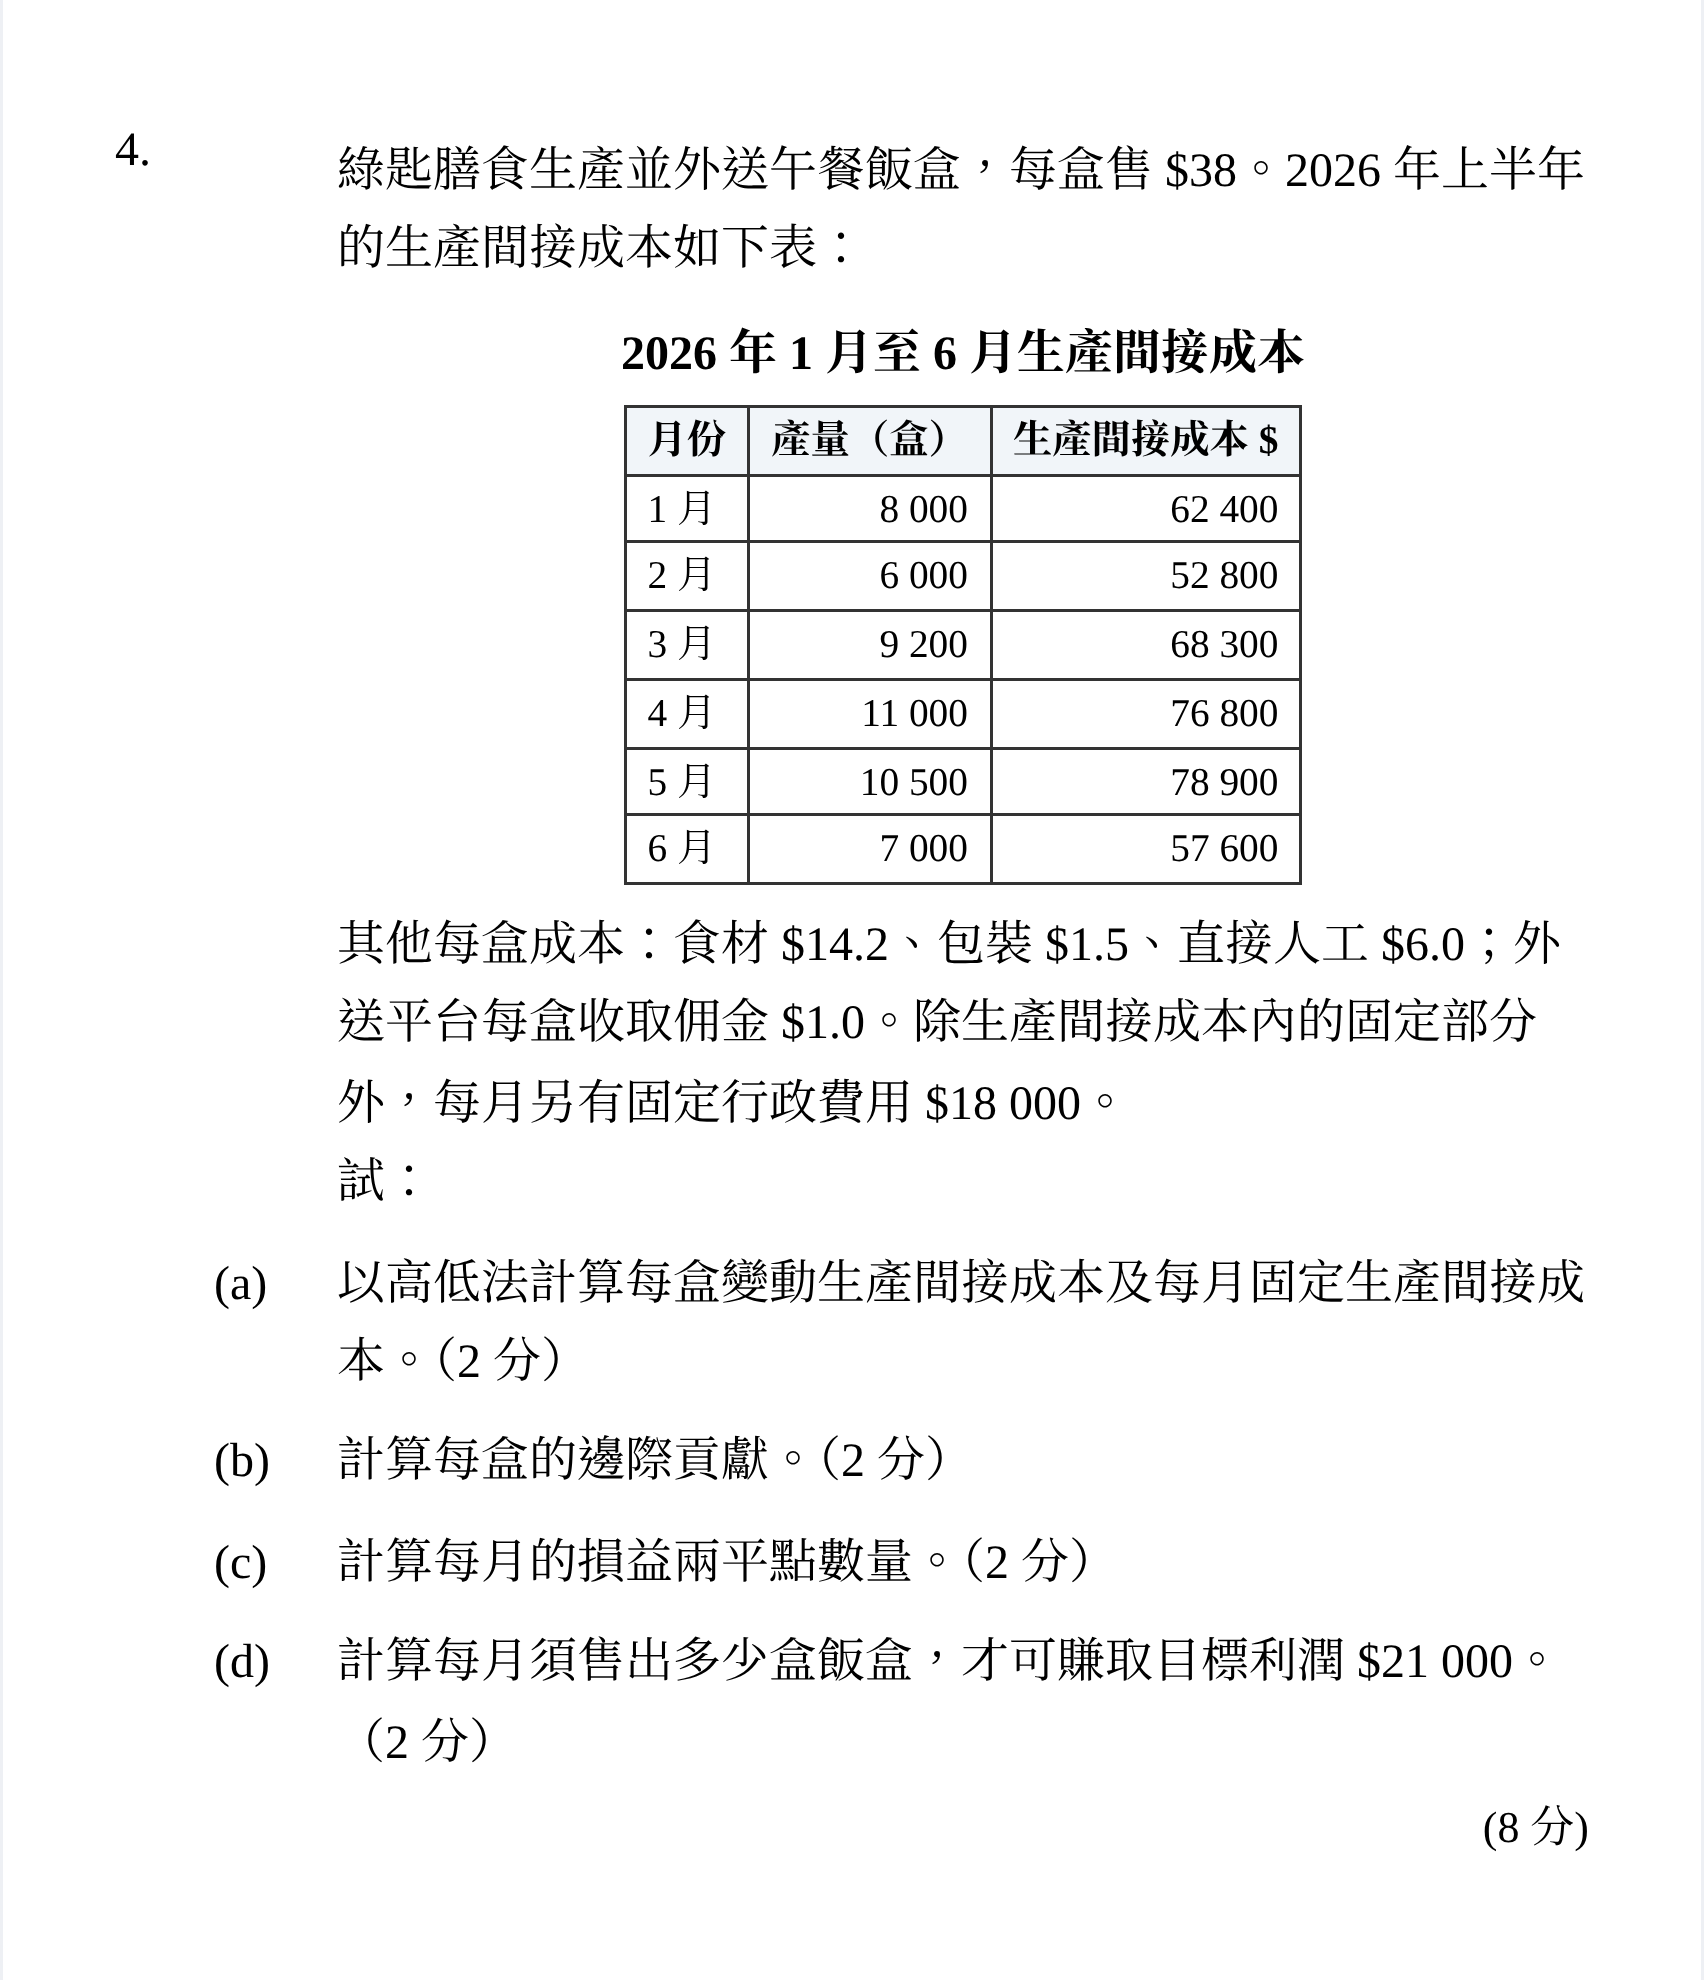 4. 綠匙膳食生產並外送午餐飯盒，每盒售 $38。2026 年上半年
的生產間接成本如下表：
2026 年 1 月至 6 月生產間接成本
月份 產量（盒） 生產間接成本 $
1 月 8 000 62 400
2 月 6 000 52 800
3 月 9 200 68 300
4 月 11 000 76 800
5 月 10 500 78 900
6 月 7 000 57 600
其他每盒成本：食材 $14.2、包裝 $1.5、直接人工 $6.0；外
送平台每盒收取佣金 $1.0。除生產間接成本內的固定部分
外，每月另有固定行政費用 $18 000。
試：
(a) 以高低法計算每盒變動生產間接成本及每月固定生產間接成
本。（2 分）
(b) 計算每盒的邊際貢獻。（2 分）
(c) 計算每月的損益兩平點數量。（2 分）
(d) 計算每月須售出多少盒飯盒，才可賺取目標利潤 $21 000。
（2 分）
(8 分)